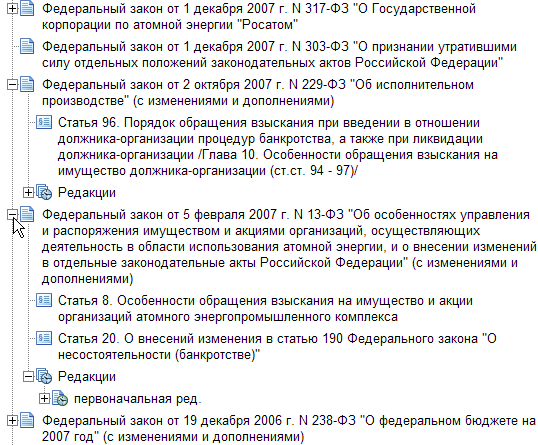 Федеральный закон от 1 декабря 2007 г. N 317-ФЗ "О Государственной
корпорации по атомной энергии "Росатом"
Федеральный закон от 1 декабря 2007 г. N 303-ФЗ "О признании утратившими
силу отдельных положений законодательных актов Российской Федерации"
Федеральный закон от 2 октября 2007 г. N 229-ФЗ "Об исполнительном
производстве" (с изменениями и дополнениями)
Статья 96. Порядок обращения взыскания при введении в отношении
должника-организации процедур банкротства, а также при ликвидации
должника-организации /Глава 10. Особенности обращения взыскания на
имущество должника-организации (ст.ст. 94 - 97)/
Редакции
Федеральный закон от 5 февраля 2007 г. N 13-ФЗ "Об особенностях управления
и распоряжения имуществом и акциями организаций, осуществляющих
деятельность в области использования атомной энергии, и о внесении изменений
в отдельные законодательные акты Российской Федерации" (с изменениями и
дополнениями)
Статья 8. Особенности обращения взыскания на имущество и акции
организаций атомного энергопромышленного комплекса
Статья 20. О внесений изменения в статью 190 Федерального закона "О
несостоятельности (банкротстве)"
Редакции
первоначальная ред.
Федеральный закон от 19 декабря 2006 г. N 238-ФЗ "О федеральном бюджете на
2007 год" (с изменениями и дополнениями)